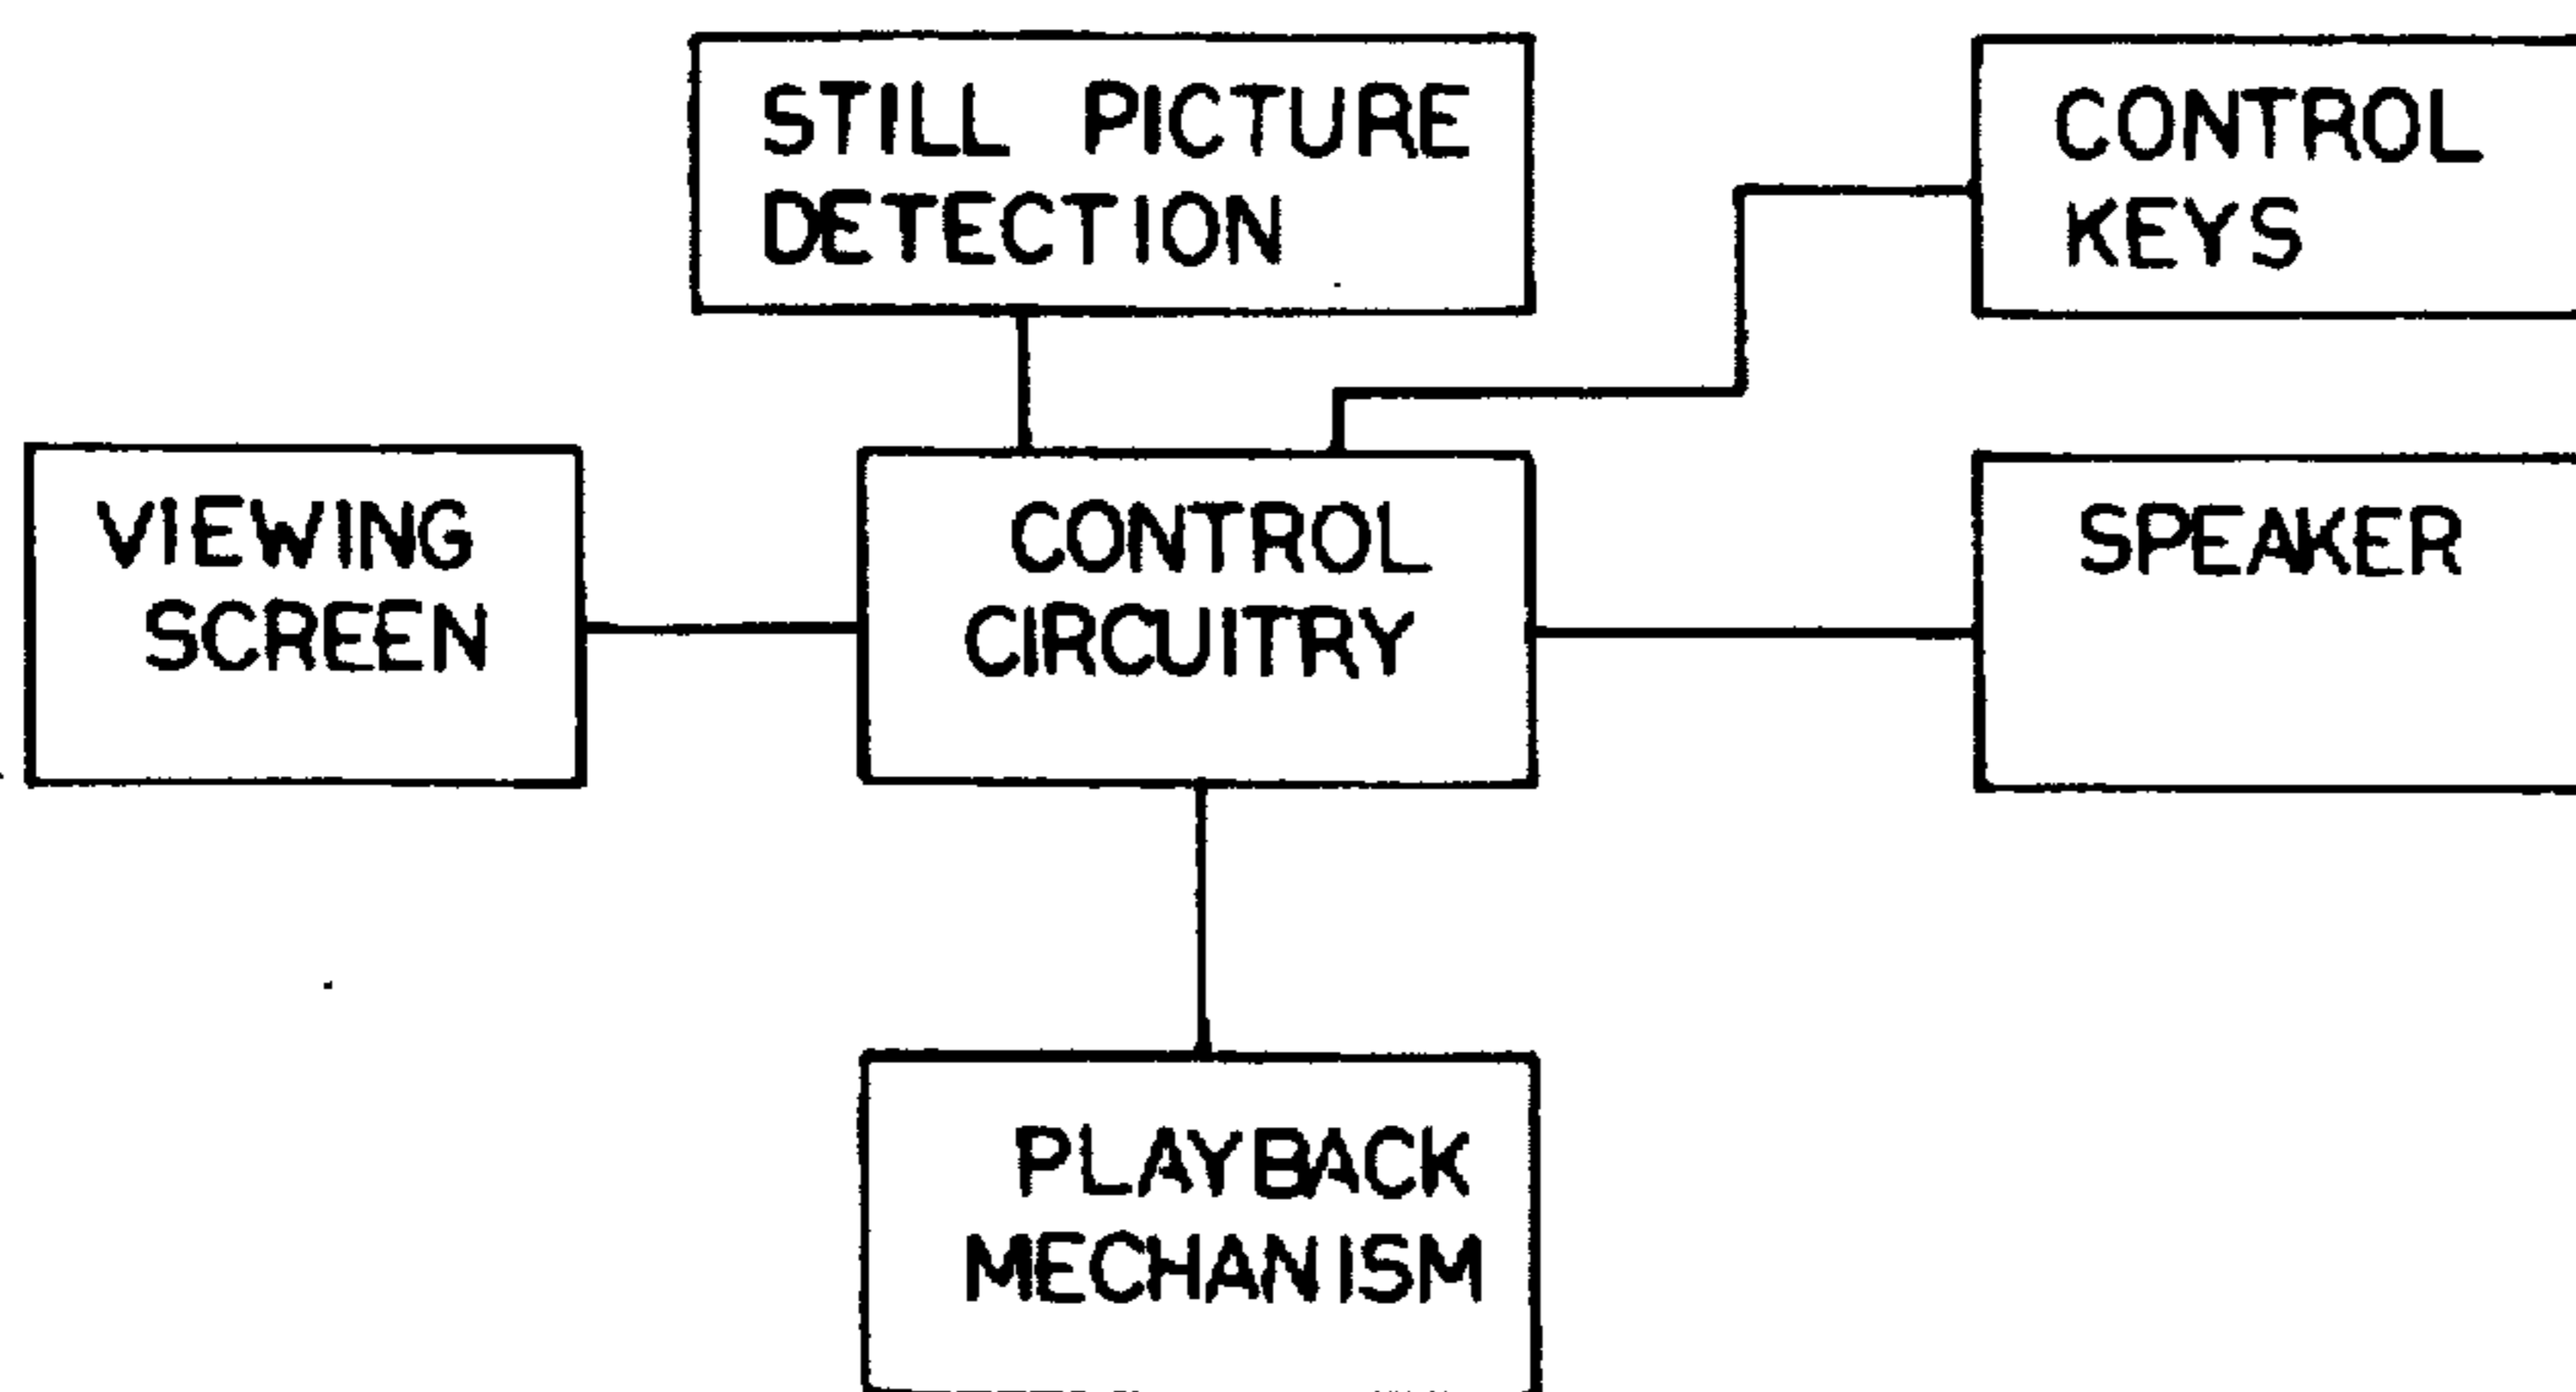 STILL PICTURE
DETECTION
CONTROL
KEYS
VIEWING
SCREEN
CONTROL
CIRCUITRY
SPEAKER
PLAYBACK
MECHANISM